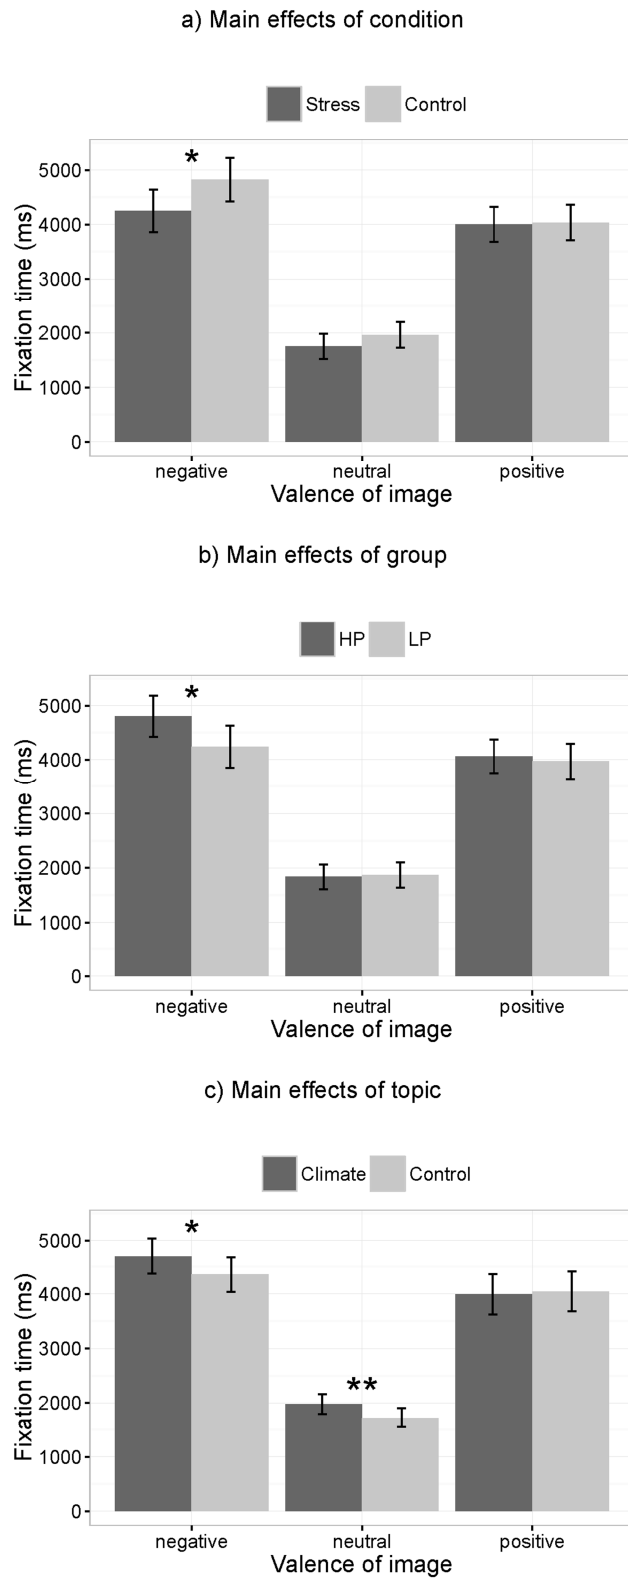 a) Main effects of condition
Stress Control
*
5000
4000
3000
2000
1000
0
Fixation time (ms)
negative neutral positive
Valence of image
b) Main effects of group
HP LP
*
5000
4000
3000
2000
1000
0
Fixation time (ms)
negative neutral positive
Valence of image
c) Main effects of topic
Climate Control
*
5000
4000
3000
**
2000
1000
0
Fixation time (ms)
negative neutral positive
Valence of image